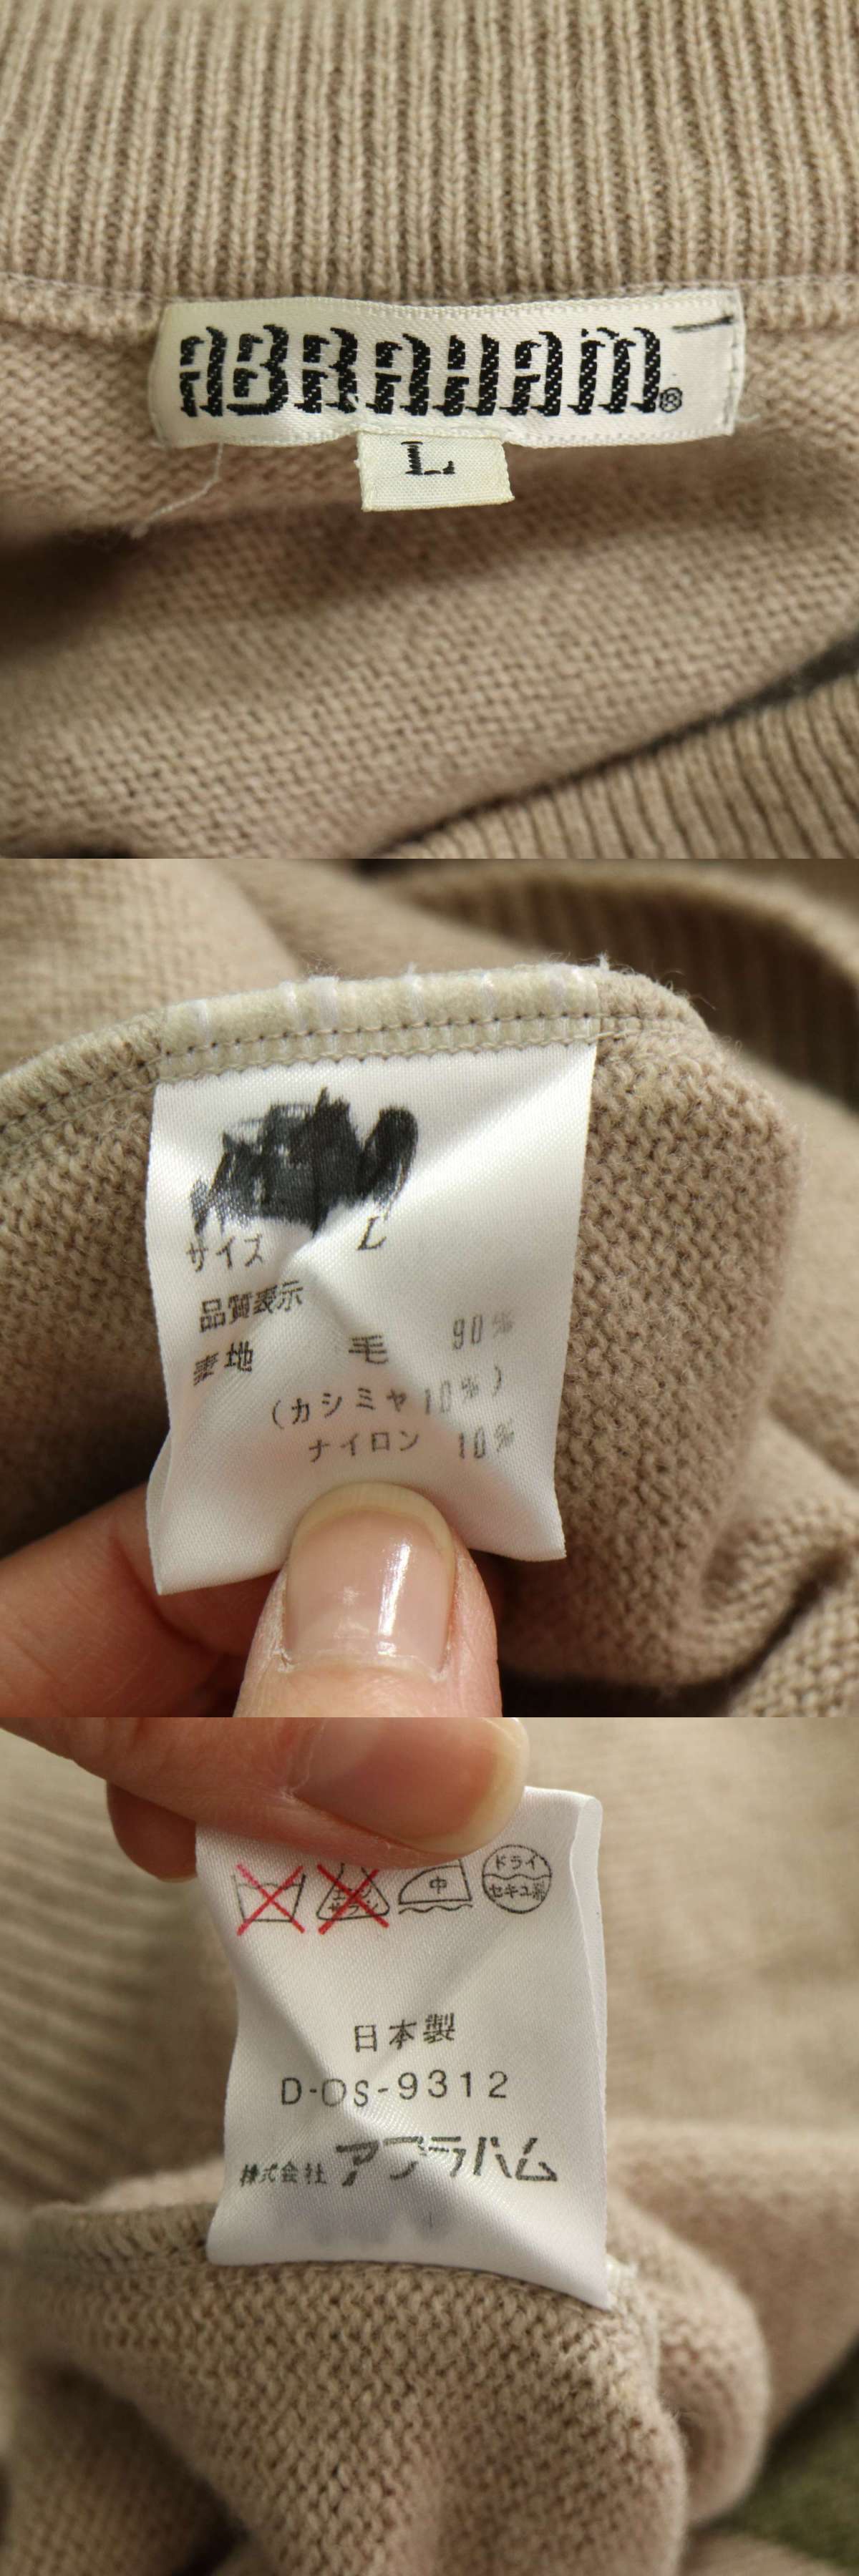 ABRAHAM®
L
サイズ L
品質表示
表地 毛 90%
(カシミヤ10%)
ナイロン 10%
中
ドライ
セキユ系
日本製
D-OS-9312
株式会社 アブラハム